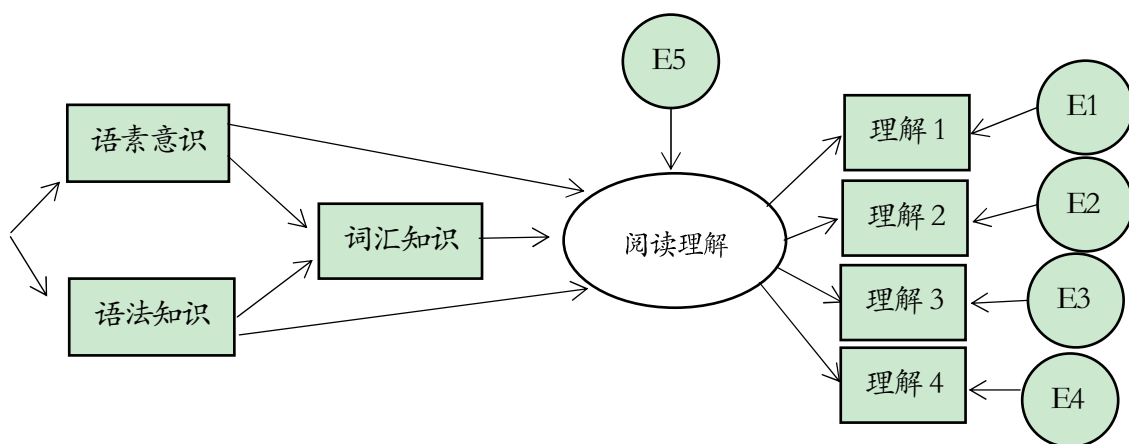 E5
语素意识
理解 1
E1
词汇知识
阅读理解
理解 2
E2
语法知识
理解 3
E3
理解 4
E4